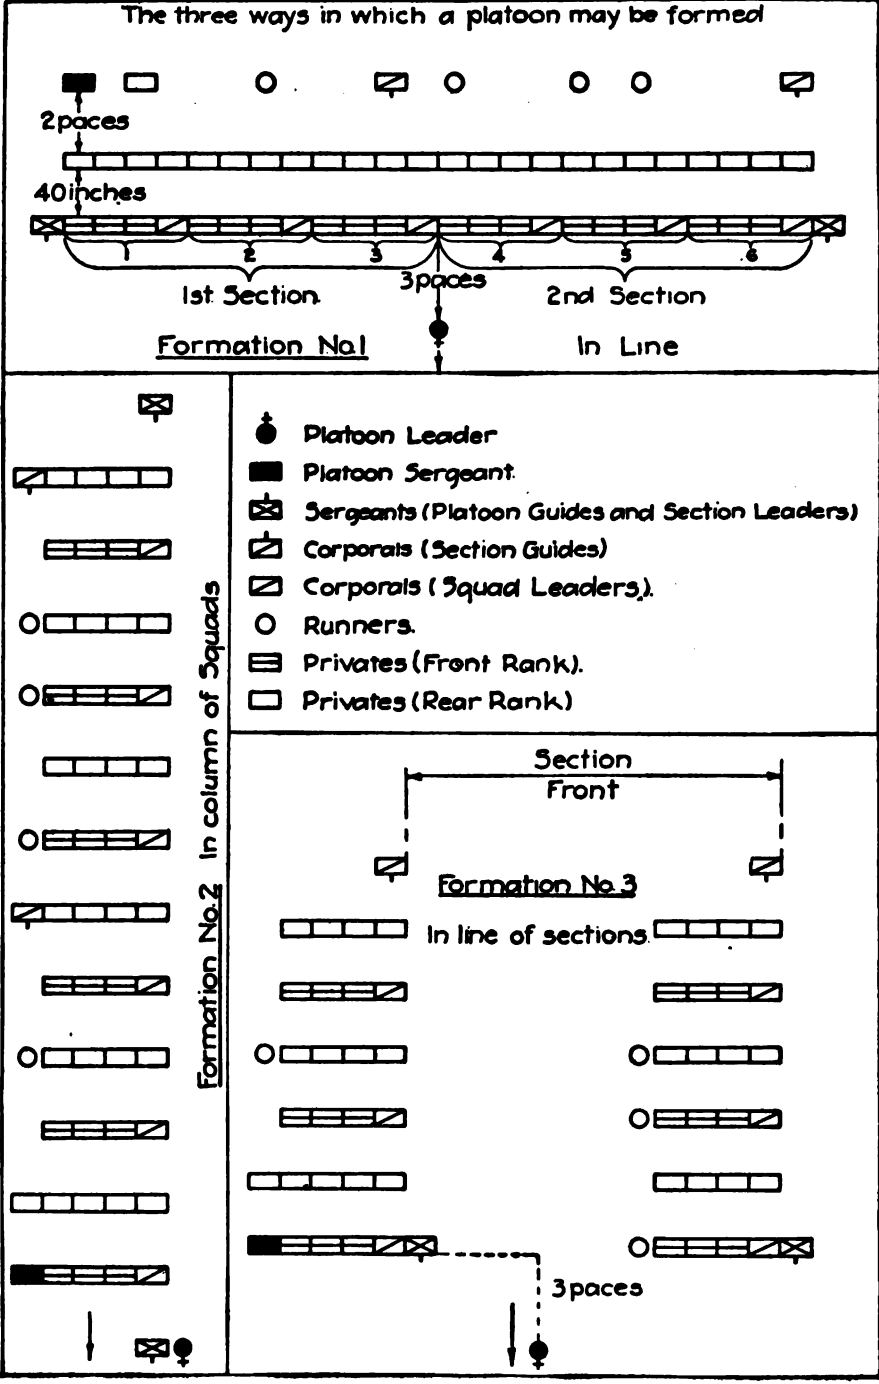 The three ways in which a platoon may be formed
2 paces
40 inches
1 2 3 4 5 6
3 paces
1st Section.
2nd Section
Formation No.1
In Line
Platoon Leader
Platoon Sergeant.
Sergeants (Platoon Guides and Section Leaders)
Corporals (Section Guides)
Corporals (Squad Leaders.).
Runners.
Privates (Front Rank).
Privates (Rear Rank)
Formation No.2 In column of Squads
Section
Front
Formation No.3
In line of sections.
3 paces